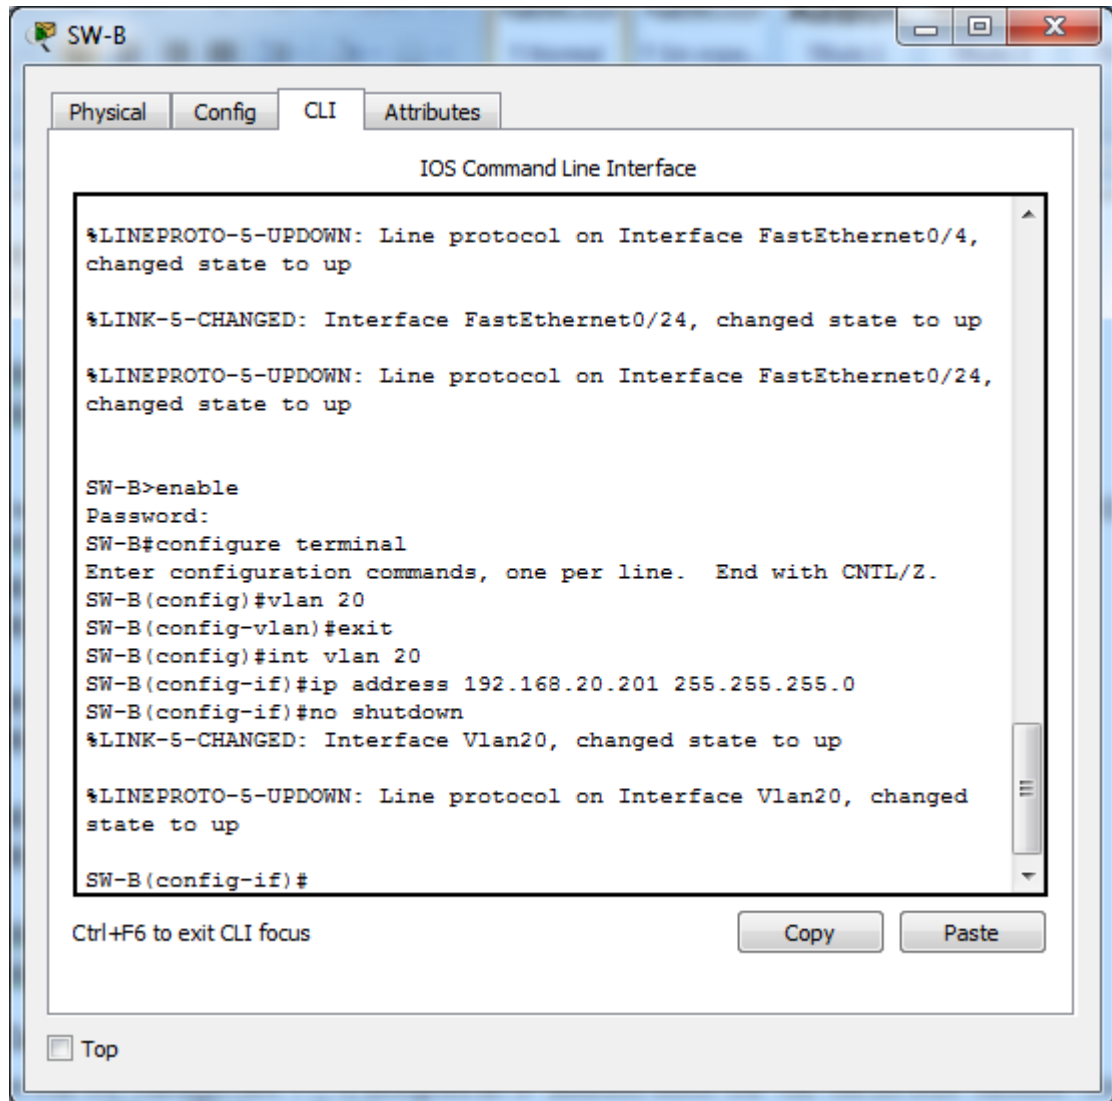 SW-B
Physical Config CLI Attributes
IOS Command Line Interface
%LINEPROTO-5-UPDOWN: Line protocol on Interface FastEthernet0/4,
changed state to up
%LINK-5-CHANGED: Interface FastEthernet0/24, changed state to up
%LINEPROTO-5-UPDOWN: Line protocol on Interface FastEthernet0/24,
changed state to up
SW-B>enable
Password:
SW-B#configure terminal
Enter configuration commands, one per line.  End with CNTL/Z.
SW-B(config)#vlan 20
SW-B(config-vlan)#exit
SW-B(config)#int vlan 20
SW-B(config-if)#ip address 192.168.20.201 255.255.255.0
SW-B(config-if)#no shutdown
%LINK-5-CHANGED: Interface Vlan20, changed state to up
%LINEPROTO-5-UPDOWN: Line protocol on Interface Vlan20, changed
state to up
SW-B(config-if)#
Ctrl+F6 to exit CLI focus
Copy Paste
Top